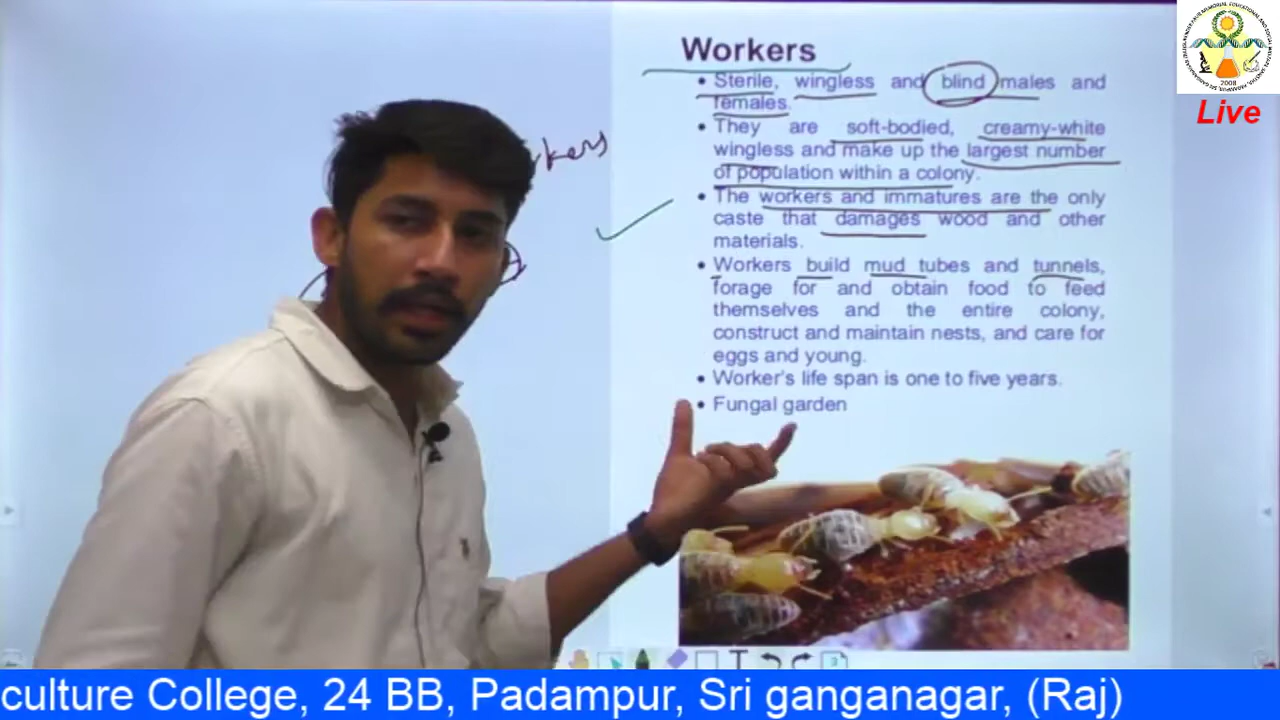 Workers
• Sterile, wingless and blind males and
females.
• They are soft-bodied, creamy-white
wingless and make up the largest number
of population within a colony.
• The workers and immatures are the only
caste that damages wood and other
materials.
• Workers build mud tubes and tunnels,
forage for and obtain food to feed
themselves and the entire colony,
construct and maintain nests, and care for
eggs and young.
• Worker's life span is one to five years.
• Fungal garden
rkers
2008
Live
culture College, 24 BB, Padampur, Sri ganganagar, (Raj)